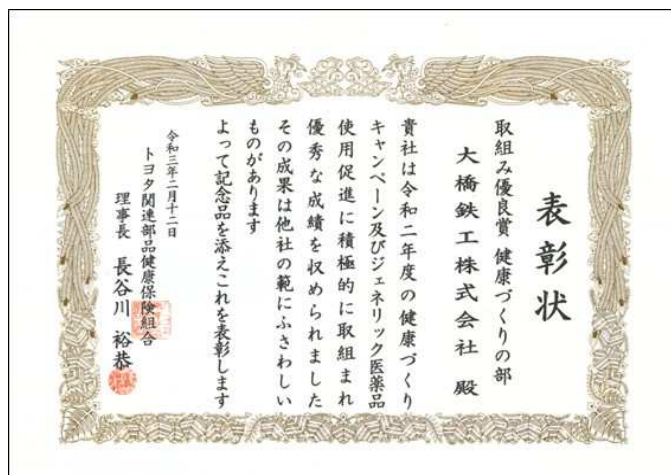 表彰状
取組み優良賞 健康づくりの部
大橋鉄工株式会社 殿
貴社は令和二年度の健康づくり
キャンペーン及びジェネリック医薬品
使用促進に積極的に取組まれ
優秀な成績を収められました
その成果は他社の範にふさわしい
ものがあります
よって記念品を添えこれを表彰します
令和三年二月十二日
トヨタ関連部品健康保険組合
理事長 長谷川 裕恭